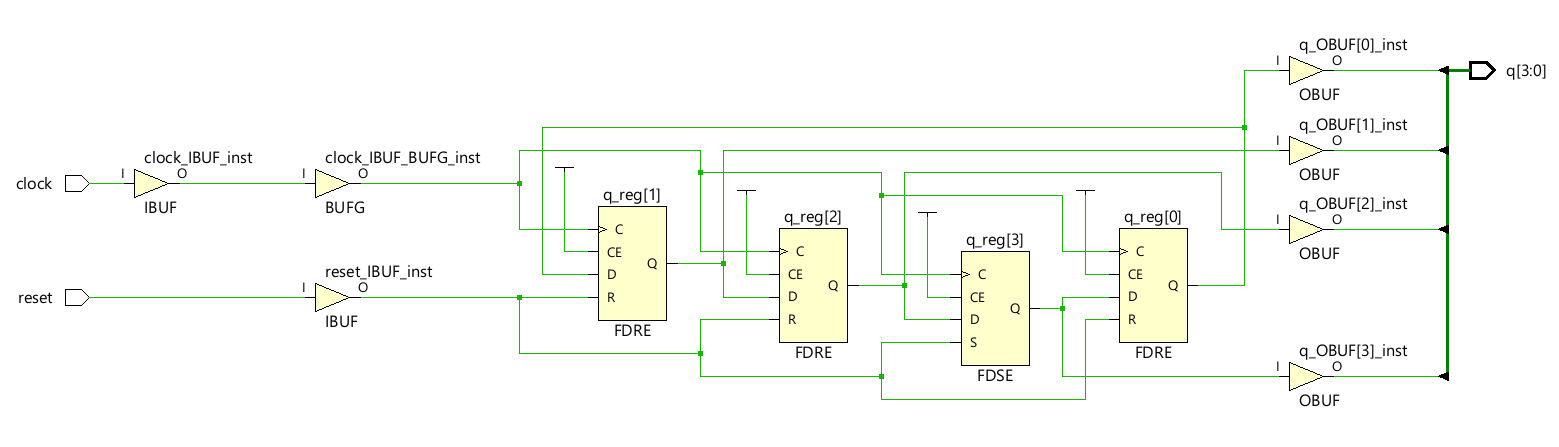 q_OBUF[0]_inst
I
O
OBUF
q[3:0]
q_OBUF[1]_inst
I
O
OBUF
clock_IBUF_inst
clock
I
O
IBUF
clock_IBUF_BUFG_inst
I
O
BUFG
q_reg[1]
C
CE
D
R
Q
FDRE
q_reg[2]
C
CE
D
R
Q
FDRE
q_reg[3]
C
CE
D
S
Q
FDSE
q_reg[0]
C
CE
D
R
Q
FDRE
q_OBUF[2]_inst
I
O
OBUF
reset_IBUF_inst
reset
I
O
IBUF
q_OBUF[3]_inst
I
O
OBUF